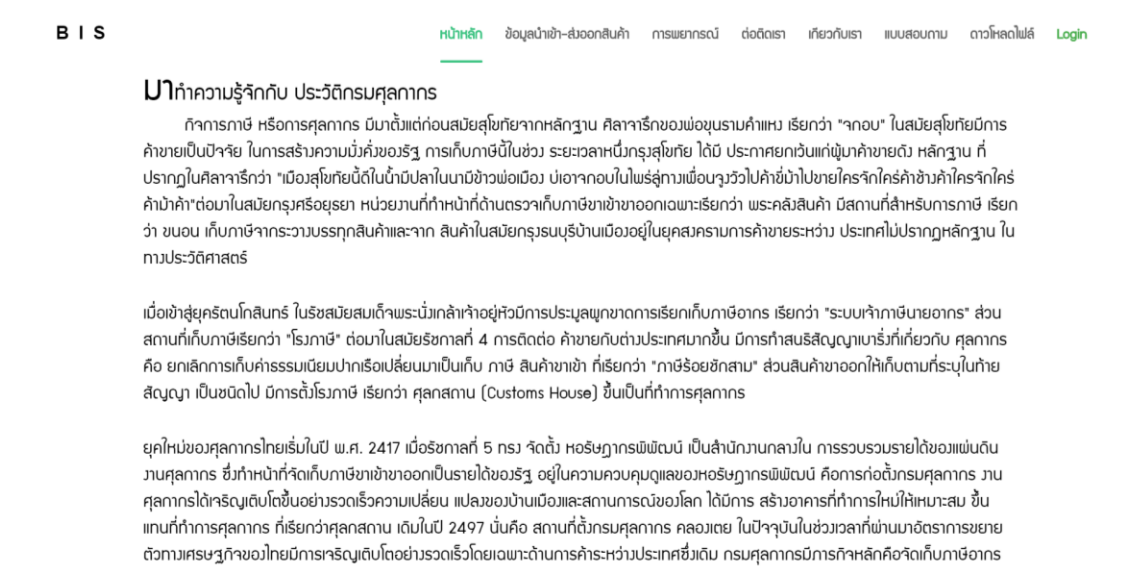 BIS
หน้าหลัก ข้อมูลนำเข้า-ส่งออกสินค้า การพยากรณ์ ต่อติดเรา เกียวกับเรา แบบสอบถาม ดาวโหลดไฟล์ Login
มาทำความรู้จักกับ ประวัติกรมศุลกากร
กิจการภาษี หรือการศุลกากร มีมาตั้งแต่ก่อนสมัยสุโขทัยจากหลักฐาน ศิลาจารึกของพ่อขุนรามคำแหง เรียกว่า "จกอบ" ในสมัยสุโขทัยมีการ
ค้าขายเป็นปัจจัย ในการสร้างความมั่งคั่งของรัฐ การเก็บภาษีนี้ในช่วง ระยะเวลาหนึ่งกรุงสุโขทัย ได้มี ประกาศยกเว้นแก่ผู้มาค้าขายดัง หลักฐาน ที่
ปรากฏในศิลาจารึกว่า "เมืองสุโขทัยนี้ดีในน้ำมีปลาในนามีข้าวพ่อเมือง บ่เอาจกอบในไพร่ลู่ทางเพื่อนจูงวัวไปค้าขี่ม้าไปขายใครจักใคร่ค้าช้างค้าใครจักใคร่
ค้าม้าค้า"ต่อมาในสมัยกรุงศรีอยุธยา หน่วยงานที่ทำหน้าที่ด้านตรวจเก็บภาษีขาเข้าขาออกเฉพาะเรียกว่า พระคลังสินค้า มีสถานที่สำหรับการภาษี เรียก
ว่า ขนอน เก็บภาษีจากระวางบรรทุกสินค้าและจาก สินค้าในสมัยกรุงธนบุรีบ้านเมืองอยู่ในยุคสงครามการค้าขายระหว่าง ประเทศไม่ปรากฏหลักฐาน ใน
ทางประวัติศาสตร์
เมื่อเข้าสู่ยุครัตนโกสินทร์ ในรัชสมัยสมเด็จพระนั่งเกล้าเจ้าอยู่หัวมีการประมูลผูกขาดการเรียกเก็บภาษีอากร เรียกว่า "ระบบเจ้าภาษีนายอากร" ส่วน
สถานที่เก็บภาษีเรียกว่า "โรงภาษี" ต่อมาในสมัยรัชกาลที่ 4 การติดต่อ ค้าขายกับต่างประเทศมากขึ้น มีการทำสนธิสัญญาเบาริ่งที่เกี่ยวกับ ศุลกากร
คือ ยกเลิกการเก็บค่าธรรมเนียมปากเรือเปลี่ยนมาเป็นเก็บ ภาษี สินค้าขาเข้า ที่เรียกว่า "ภาษีร้อยชักสาม" ส่วนสินค้าขาออกให้เก็บตามที่ระบุในท้าย
สัญญา เป็นชนิดไป มีการตั้งโรงภาษี เรียกว่า ศุลกสถาน (Customs House) ขึ้นเป็นที่ทำการศุลกากร
ยุคใหม่ของศุลกากรไทยเริ่มในปี พ.ศ. 2417 เมื่อรัชกาลที่ 5 ทรง จัดตั้ง หอรัษฎากรพิพัฒน์ เป็นสำนักงานกลางใน การรวบรวมรายได้ของแผ่นดิน
งานศุลกากร ซึ่งทำหน้าที่จัดเก็บภาษีขาเข้าขาออกเป็นรายได้ของรัฐ อยู่ในความควบคุมดูแลของหอรัษฎากรพิพัฒน์ คือการก่อตั้งกรมศุลกากร งาน
ศุลกากรได้เจริญเติบโตขึ้นอย่างรวดเร็วความเปลี่ยน แปลงของบ้านเมืองและสถานการณ์ของโลก ได้มีการ สร้างอาคารที่ทำการใหม่ให้เหมาะสม ขึ้น
แทนที่ทำการศุลกากร ที่เรียกว่าศุลกสถาน เดิมในปี 2497 นั่นคือ สถานที่ตั้งกรมศุลกากร คลองเตย ในปัจจุบันในช่วงเวลาที่ผ่านมาอัตราการขยาย
ตัวทางเศรษฐกิจของไทยมีการเจริญเติบโตอย่างรวดเร็วโดยเฉพาะด้านการค้าระหว่างประเทศซึ่งเดิม กรมศุลกากรมีภารกิจหลักคือจัดเก็บภาษีอากร